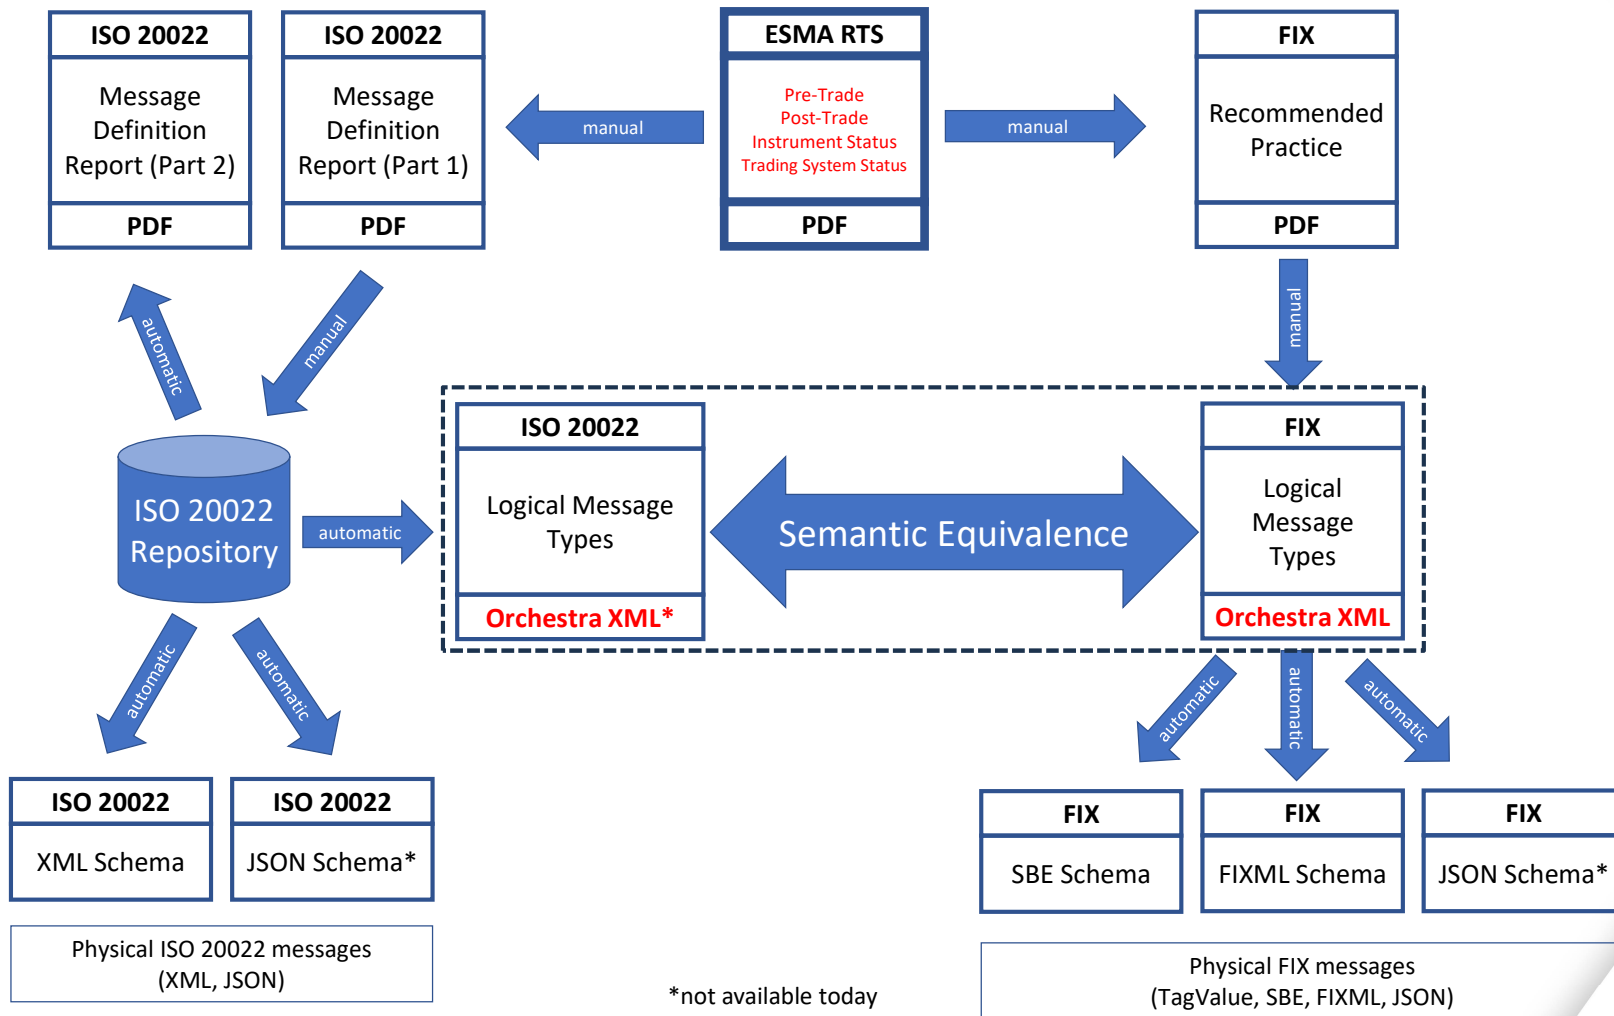 ISO 20022
Message
Definition
Report (Part 2)
PDF
ISO 20022
Message
Definition
Report (Part 1)
PDF
manual
ESMA RTS
Pre-Trade
Post-Trade
Instrument Status
Trading System Status
PDF
manual
FIX
Recommended
Practice
PDF
automatic
manual
manual
ISO 20022
Repository
automatic
ISO 20022
Logical Message
Types
Orchestra XML*
Semantic Equivalence
FIX
Logical
Message
Types
Orchestra XML
automatic
automatic
automatic
automatic
automatic
ISO 20022
XML Schema
ISO 20022
JSON Schema*
FIX
SBE Schema
FIX
FIXML Schema
FIX
JSON Schema*
Physical ISO 20022 messages
(XML, JSON)
*not available today
Physical FIX messages
(TagValue, SBE, FIXML, JSON)